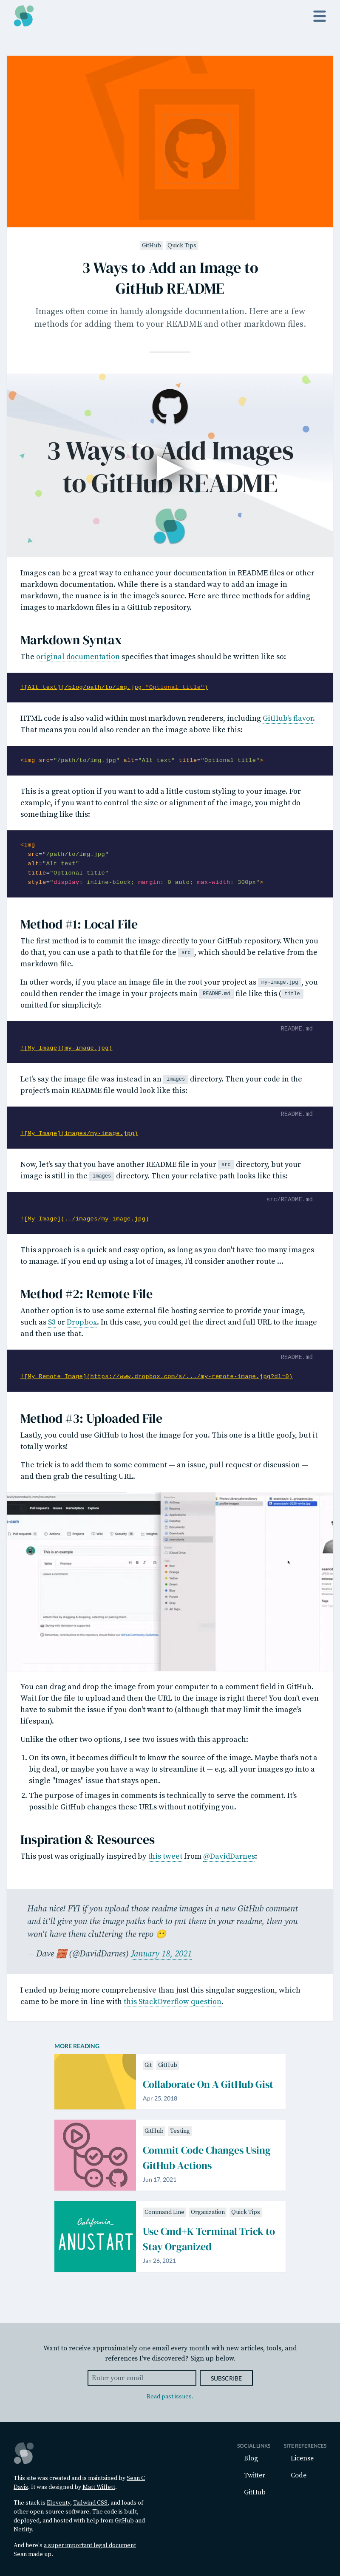 GitHub Quick Tips
3 Ways to Add an Image to
GitHub README
Images often come in handy alongside documentation. Here are a few
methods for adding them to your README and other markdown files.
3 Ways to Add Images
to GitHub README
Images can be a great way to enhance your documentation in README files or other
markdown documentation. While there is a standard way to add an image in
markdown, the nuance is in the image's source. Here are three methods for adding
images to markdown files in a GitHub repository.
Markdown Syntax
The original documentation specifies that images should be written like so:
![Alt text](/blog/path/to/img.jpg "Optional title")
HTML code is also valid within most markdown renderers, including GitHub's flavor.
That means you could also render and the image above like this:
<img src="/path/to/img.jpg" alt="Alt text" title="Optional title">
This is a great option if you want to add a little custom styling to your image. For
example, if you want to control the size or alignment of the image, you might do
something like this:
<img
src="/path/to/img.jpg"
alt="Alt text"
title="Optional title"
style="display: inline-block; margin: 0 auto; max-width: 300px">
Method #1: Local File
The first method is to commit the image directly to your GitHub repository. When you
do that, you can use a path to that file for the src, which should be relative from the
markdown file.
In other words, if you place an image file in the root your project as my-image.jpg, you
could then render the image in your projects main README.md file like this (title
omitted for simplicity):
README.md
![My Image](my-image.jpg)
Let's say the image file was instead in an images directory. Then your code in the
project's main README file would look like this:
README.md
![My Image](images/my-image.jpg)
Now, let's say that you have another README file in your src directory, but your
image is still in the images directory. Then your relative path looks like this:
src/README.md
![My Image](../images/my-image.jpg)
This approach is a quick and easy option, as long as you don't have too many images
to manage. If you end up using a lot of images, I'd consider another route ...
Method #2: Remote File
Another option is to use some external file hosting service to provide your image,
such as S3 or Dropbox. In this case, you could get the direct and full URL to the image
and then use that.
README.md
![My Remote Image](https://www.dropbox.com/s/.../my-remote-image.jpg?dl=0)
Method #3: Uploaded File
Lastly, you could use GitHub to host the image for you. This one is a little goofy, but it
totally works!
The trick is to add them to some comment — an issue, pull request or discussion —
and then grab the resulting URL.
This is an example
You can drag and drop the image from your computer to a comment field in GitHub.
Wait for the file to upload and then the URL to the image is right there! You don't even
have to submit the issue if you don't want to (although that may limit the image's
lifespan).
Unlike the other two options, I see two issues with this approach:
1. On its own, it becomes difficult to know the source of the image. Maybe that's not a
big deal, or maybe you have a way to streamline it — e.g. all your images go into a
single "Images" issue that stays open.
2. The purpose of images in comments is technically to serve the comment. It's
possible GitHub changes these URLs without notifying you.
Inspiration & Resources
This post was originally inspired by this tweet from @DavidDarnes:
Haha nice! FYI if you upload those readme images in a new GitHub comment
and it'll give you the image paths back to put them in your readme, then you
won't have them cluttering the repo 🙂
— Dave 🧱 (@DavidDarnes) January 18, 2021
I ended up being more comprehensive than this singular suggestion, which
came to be more in-line with this StackOverflow question.
MORE READING
Git GitHub
Collaborate On A GitHub Gist
Apr 25, 2018
GitHub Testing
Commit Code Changes Using
GitHub Actions
Jun 17, 2021
California
ANUSTART
Command Line Organization Quick Tips
Use Cmd+K Terminal Trick to
Stay Organized
Jan 26, 2021
Want to receive approximately one email every month with new articles, tools, and
references I've discovered? Sign up below.
Enter your email SUBSCRIBE
Read past issues.
This site was created and is maintained by Sean C
Davis. It was designed by Matt Willett.
The stack is Eleventy, Tailwind CSS, and loads of
other open source software. The code is built,
deployed, and hosted with help from GitHub and
Netlify.
And here's a super important legal document
Sean made up.
SOCIAL LINKS
Blog
Twitter
GitHub
SITE REFERENCES
License
Code